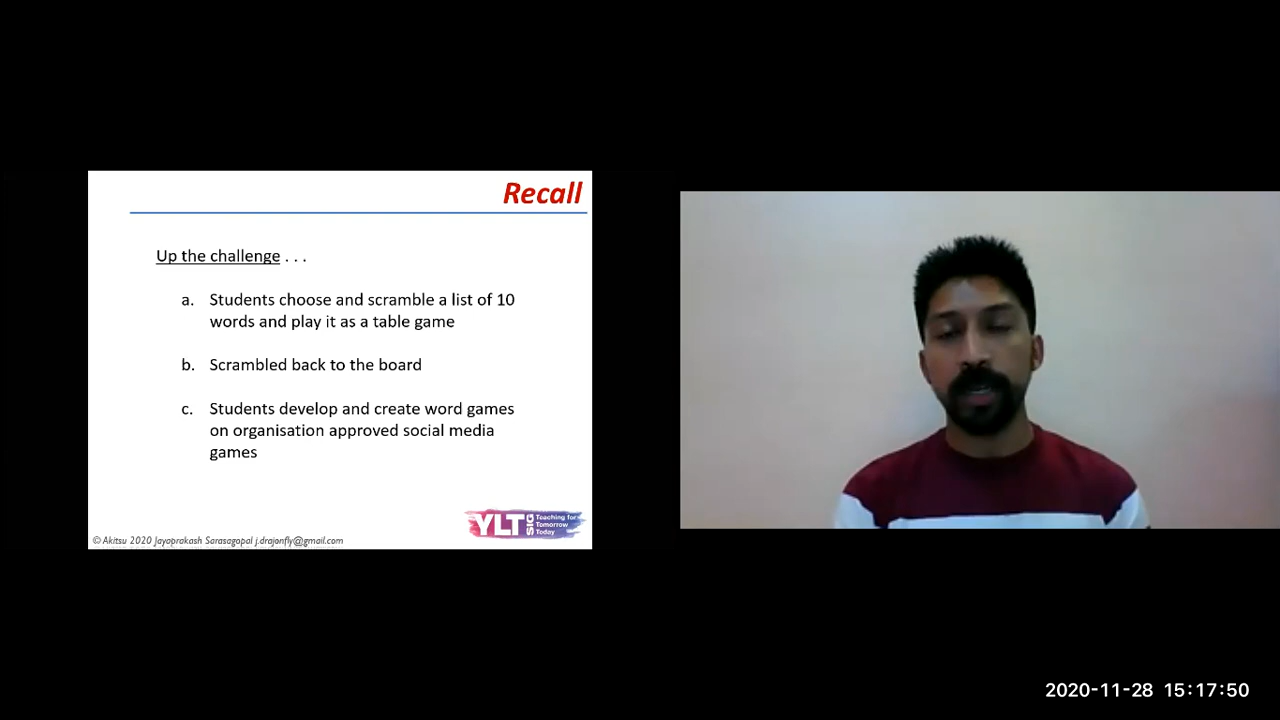 Recall
Up the challenge . . .
a. Students choose and scramble a list of 10
words and play it as a table game
b. Scrambled back to the board
c. Students develop and create word games
on organisation approved social media
games
YLT SIG Teaching for
Tomorrow
Today
© Akitsu 2020 Jayaprakash Sarasagopal j.drajonfly@gmail.com
2020-11-28 15:17:50